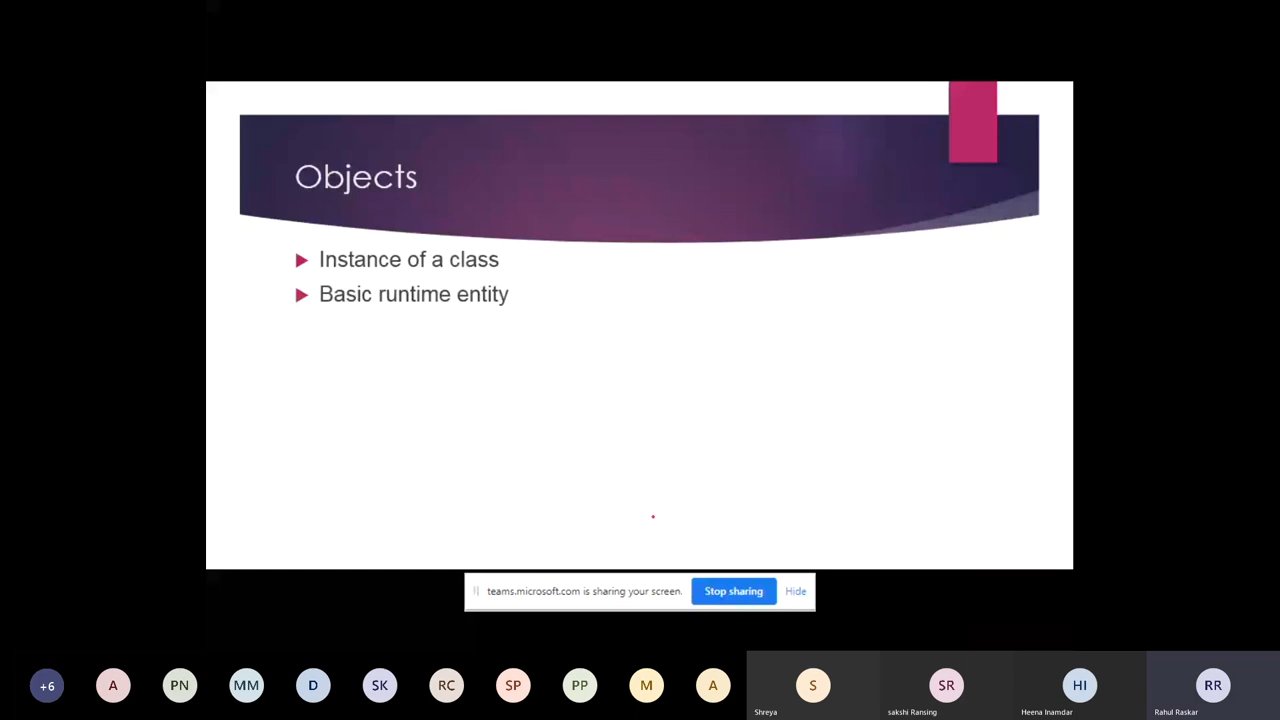 Objects
Instance of a class
Basic runtime entity
teams.microsoft.com is sharing your screen.
Stop sharing
Hide
+6
A
PN
MM
D
SK
RC
SP
PP
M
A
S
SR
HI
RR
Shreya
sakshi Ransing
Heena Inamdar
Rahul Raskar